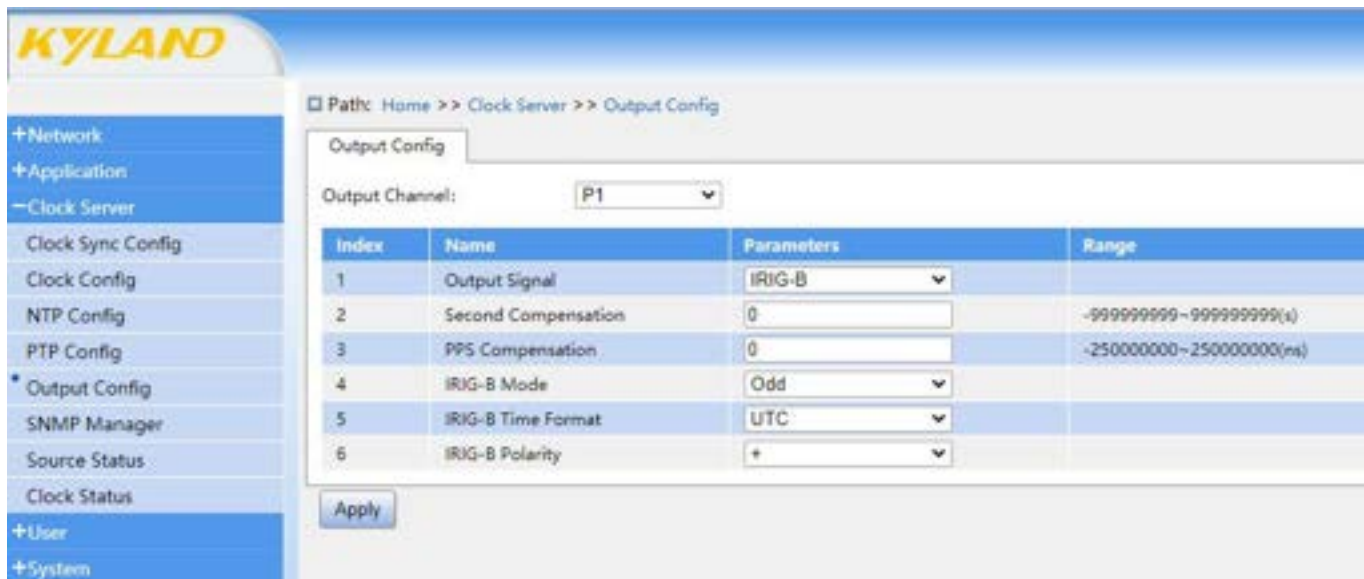 KYLAND
Path: Home >> Clock Server >> Output Config
+Network
+Application
−Clock Server
Clock Sync Config
Clock Config
NTP Config
PTP Config
Output Config
SNMP Manager
Source Status
Clock Status
+User
+System
Output Config
Output Channel: P1
Index Name Parameters Range
1 Output Signal IRIG-B
2 Second Compensation 0 -999999999~999999999(s)
3 PPS Compensation 0 -250000000~250000000(ns)
4 IRIG-B Mode Odd
5 IRIG-B Time Format UTC
6 IRIG-B Polarity +
Apply